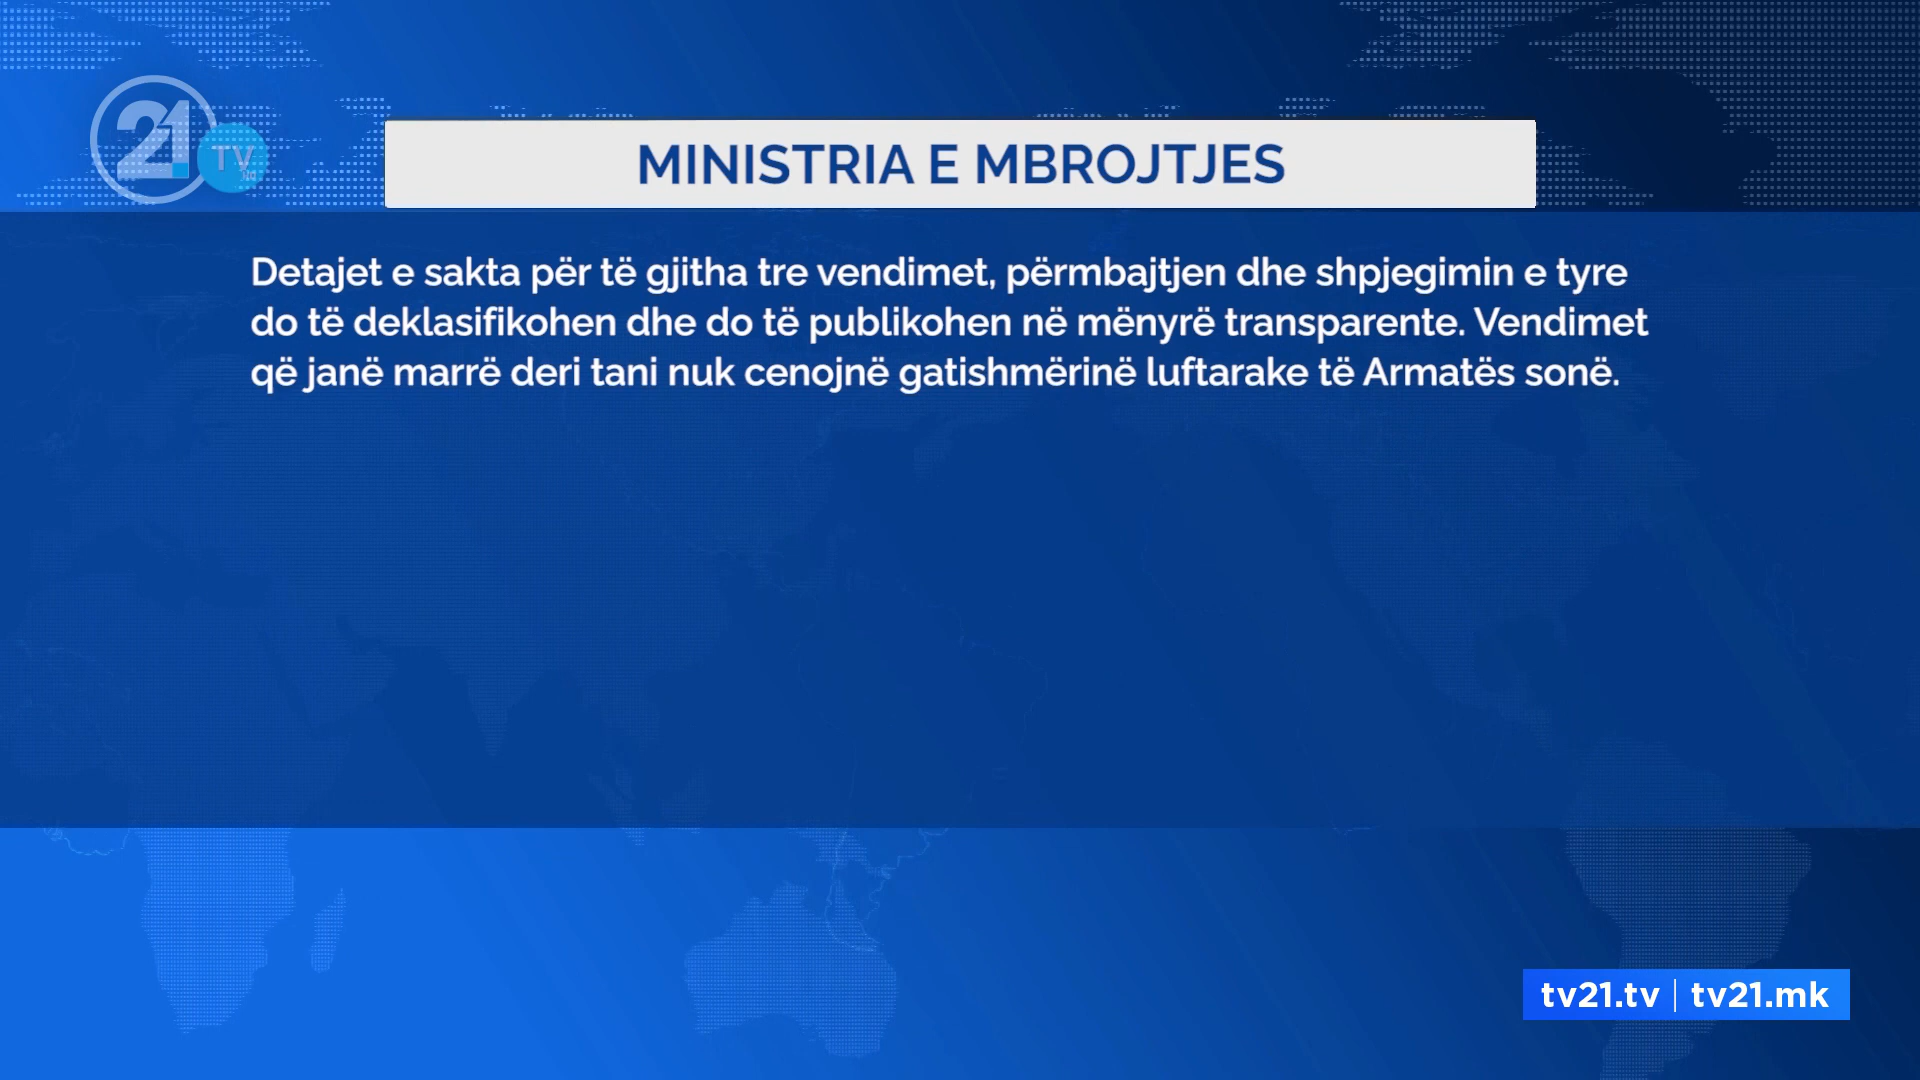 21 TV
MINISTRIA E MBROJTJES
Detajet e sakta për të gjitha tre vendimet, përmbajtjen dhe shpjegimin e tyre
do të deklasifikohen dhe do të publikohen në mënyrë transparente. Vendimet
që janë marrë deri tani nuk cenojnë gatishmërinë luftarake të Armatës sonë.
tv21.tv | tv21.mk